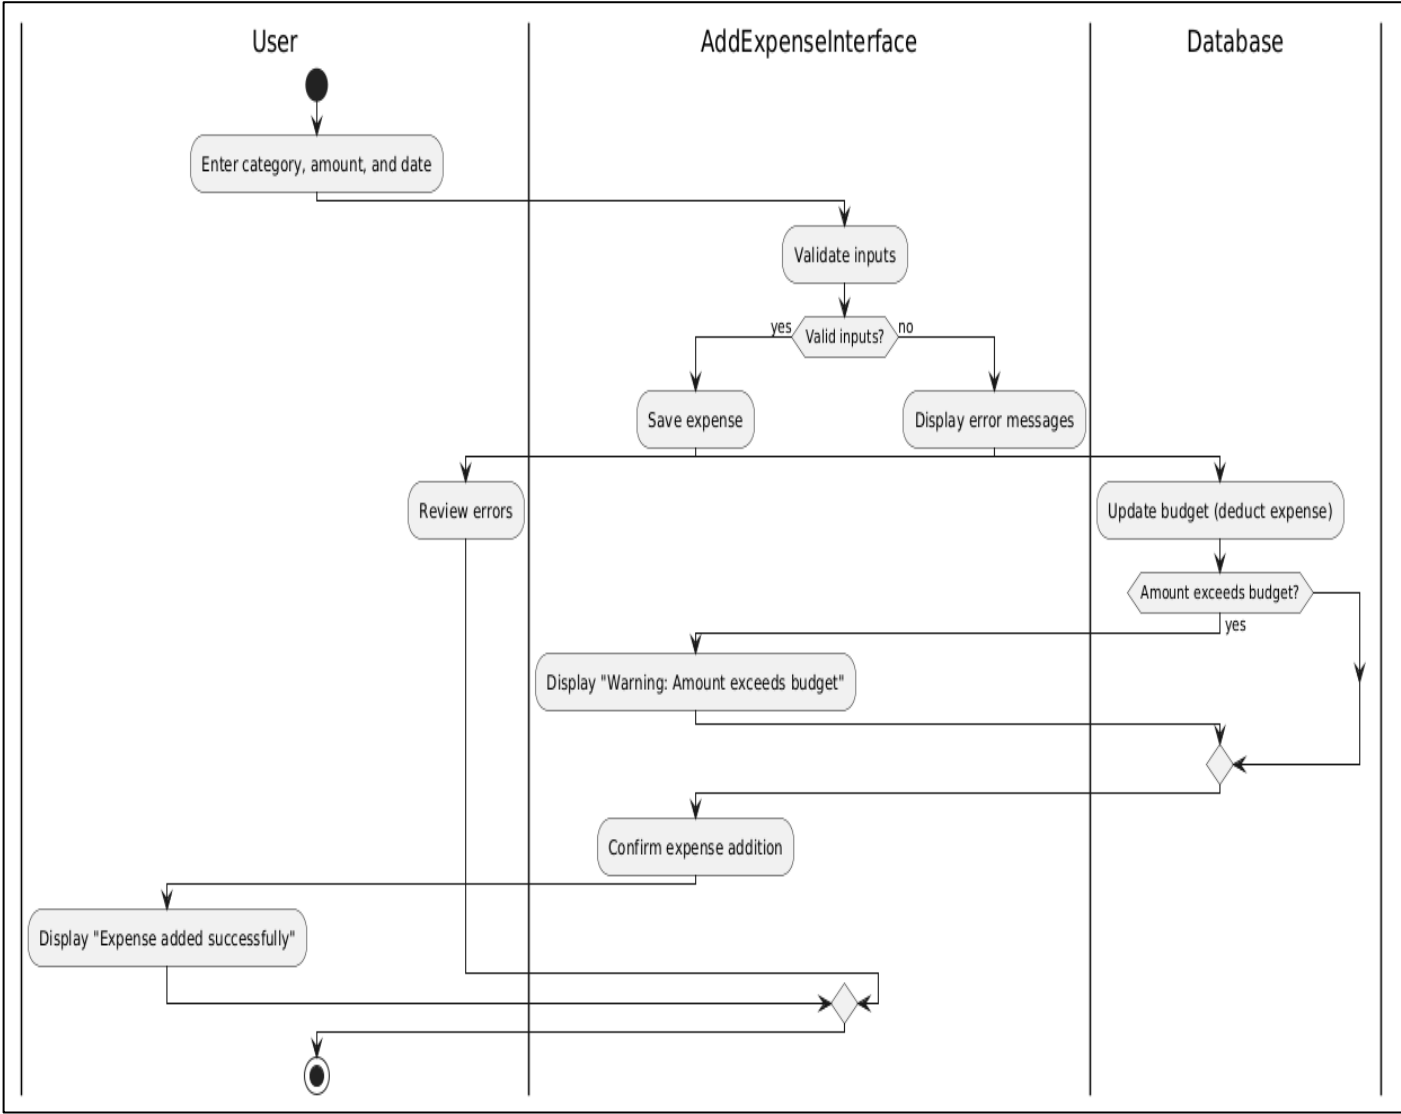 User
AddExpenseInterface
Database
Enter category, amount, and date
Validate inputs
yes
Valid inputs?
no
Save expense
Display error messages
Review errors
Update budget (deduct expense)
Amount exceeds budget?
yes
Display "Warning: Amount exceeds budget"
Confirm expense addition
Display "Expense added successfully"